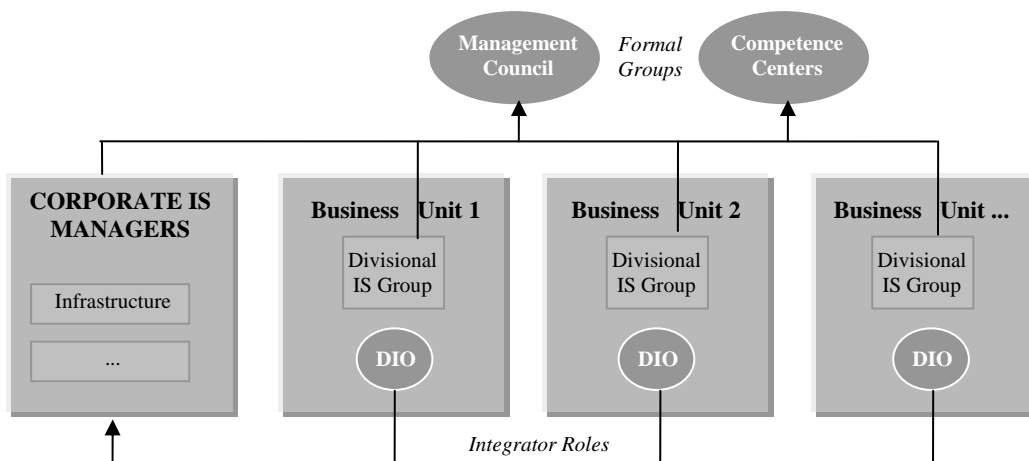 Management
Council
Formal
Groups
Competence
Centers
CORPORATE IS
MANAGERS
Infrastructure
...
Business Unit 1
Divisional
IS Group
DIO
Business Unit 2
Divisional
IS Group
DIO
Business Unit ...
Divisional
IS Group
DIO
Integrator Roles